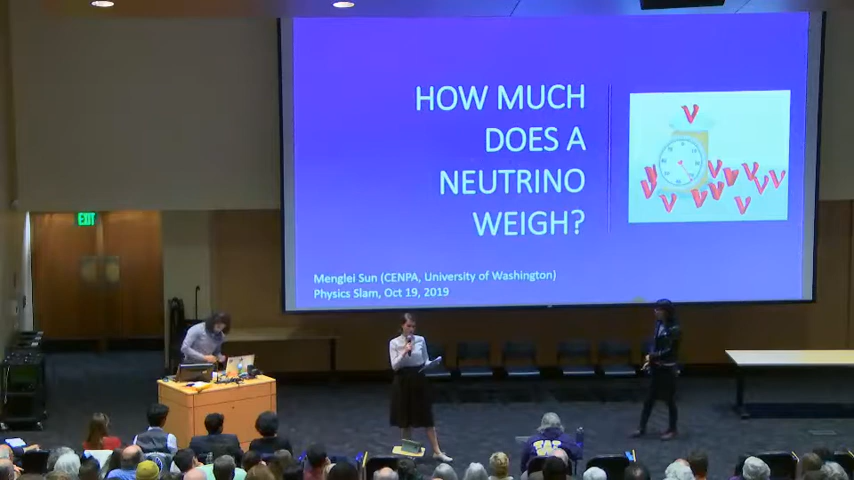 HOW MUCH
DOES A
NEUTRINO
WEIGH?
Menglei Sun (CENPA, University of Washington)
Physics Slam, Oct 19, 2019
EXIT